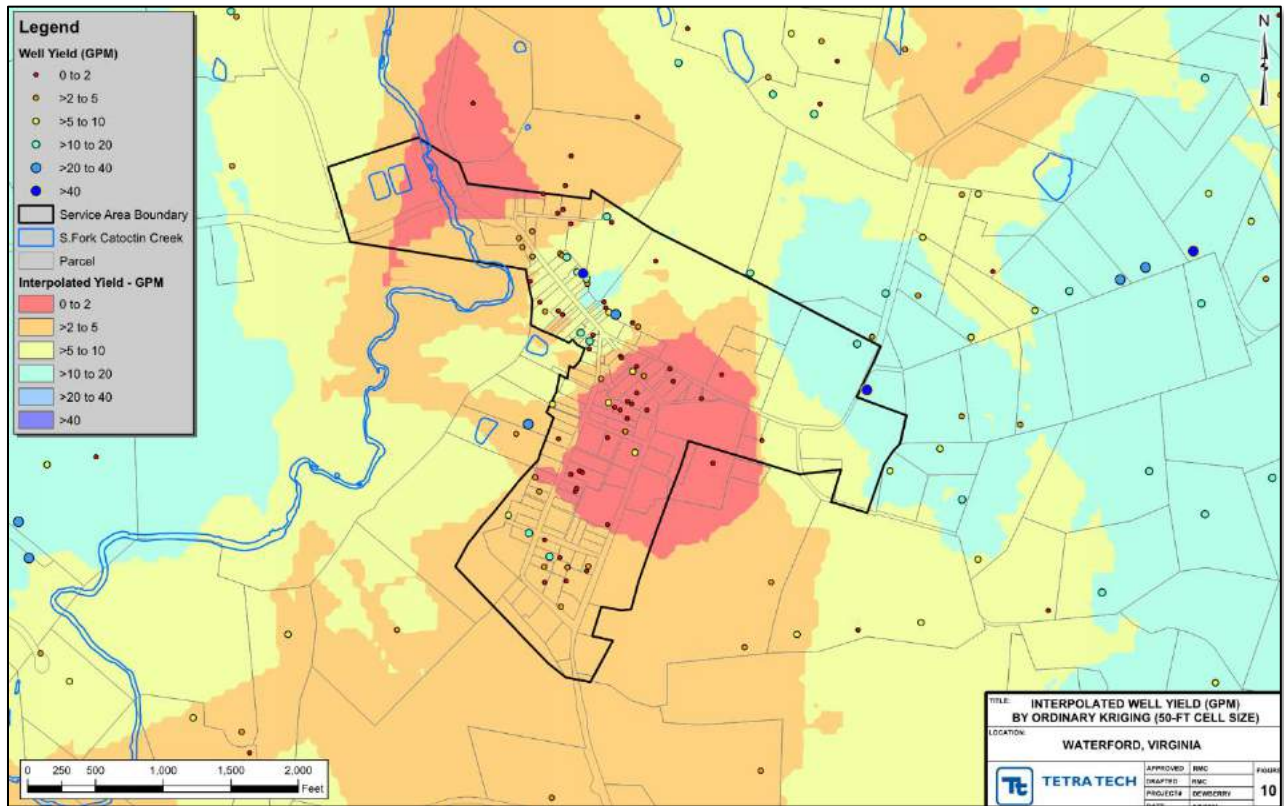 Legend
Well Yield (GPM)
0 to 2
>2 to 5
>5 to 10
>10 to 20
>20 to 40
>40
Service Area Boundary
S.Fork Catoctin Creek
Parcel
Interpolated Yield - GPM
0 to 2
>2 to 5
>5 to 10
>10 to 20
>20 to 40
>40
N
0 250 500 1,000 1,500 2,000
Feet
TITLE: INTERPOLATED WELL YIELD (GPM)
BY ORDINARY KRIGING (50-FT CELL SIZE)
LOCATION:
WATERFORD, VIRGINIA
Tt TETRA TECH
APPROVED RMC
DRAFTED RMC
PROJECT# DEWBERRY
DATE
FIGURE
10